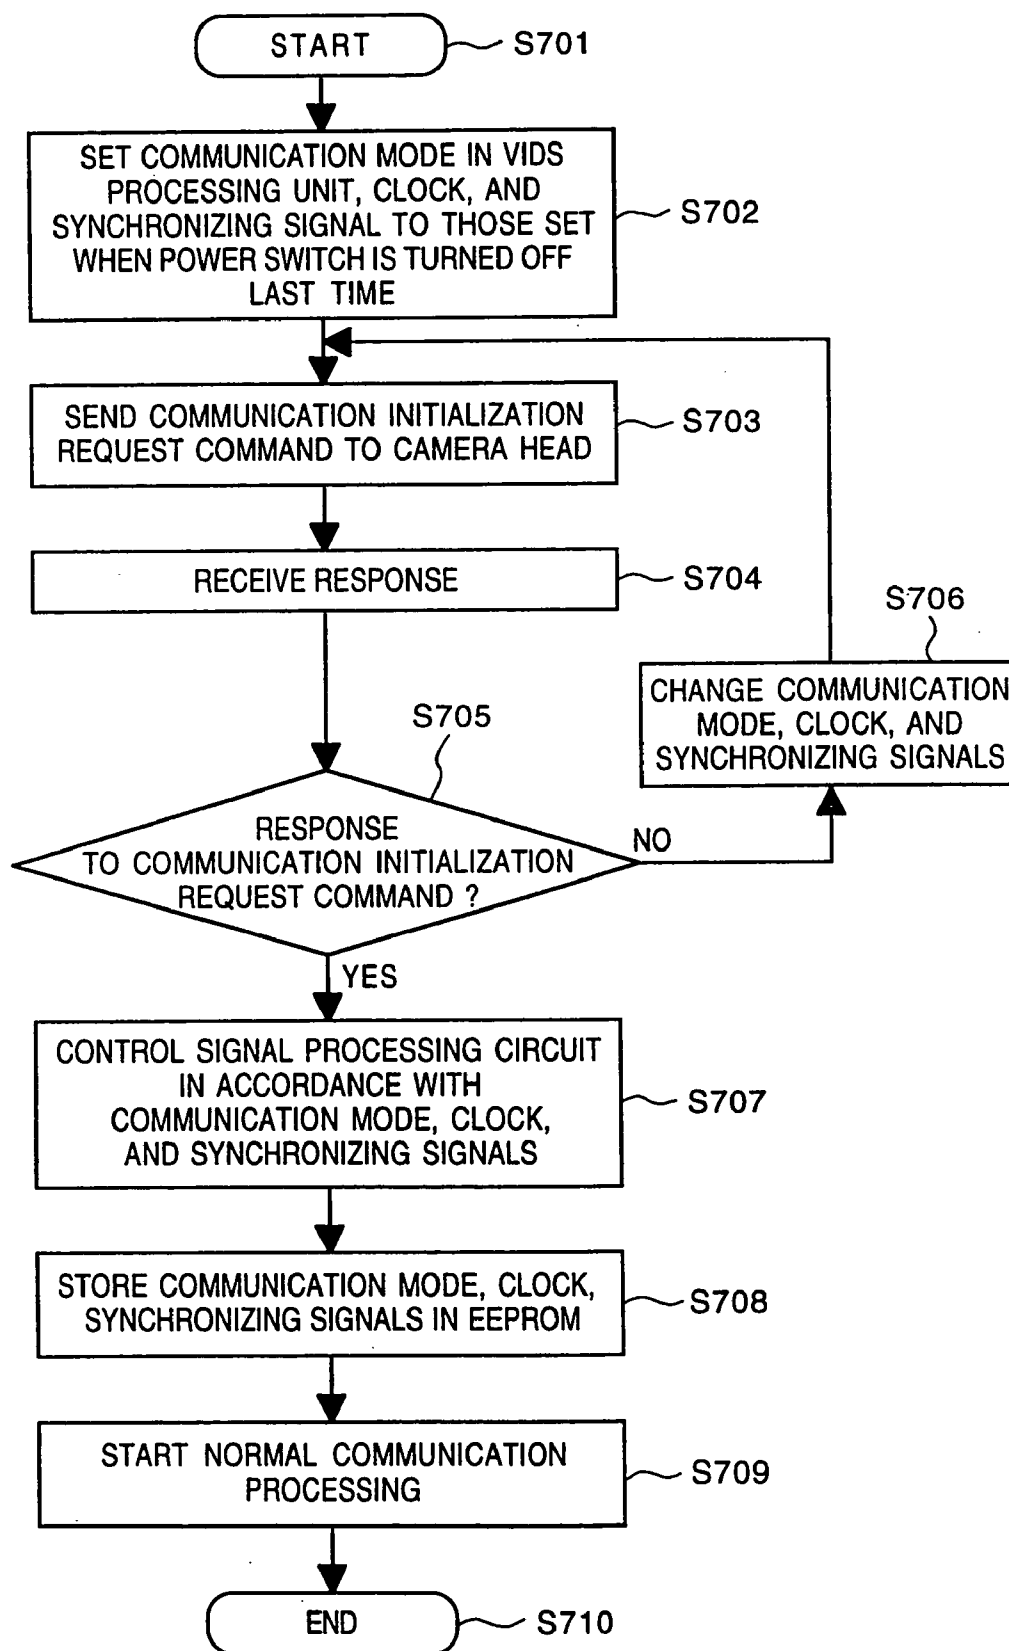 START
S701
SET COMMUNICATION MODE IN VIDS
PROCESSING UNIT, CLOCK, AND
SYNCHRONIZING SIGNAL TO THOSE SET
WHEN POWER SWITCH IS TURNED OFF
LAST TIME
S702
SEND COMMUNICATION INITIALIZATION
REQUEST COMMAND TO CAMERA HEAD
S703
RECEIVE RESPONSE
S704
S705
RESPONSE
TO COMMUNICATION INITIALIZATION
REQUEST COMMAND ?
NO
S706
CHANGE COMMUNICATION
MODE, CLOCK, AND
SYNCHRONIZING SIGNALS
YES
CONTROL SIGNAL PROCESSING CIRCUIT
IN ACCORDANCE WITH
COMMUNICATION MODE, CLOCK,
AND SYNCHRONIZING SIGNALS
S707
STORE COMMUNICATION MODE, CLOCK,
SYNCHRONIZING SIGNALS IN EEPROM
S708
START NORMAL COMMUNICATION
PROCESSING
S709
END
S710